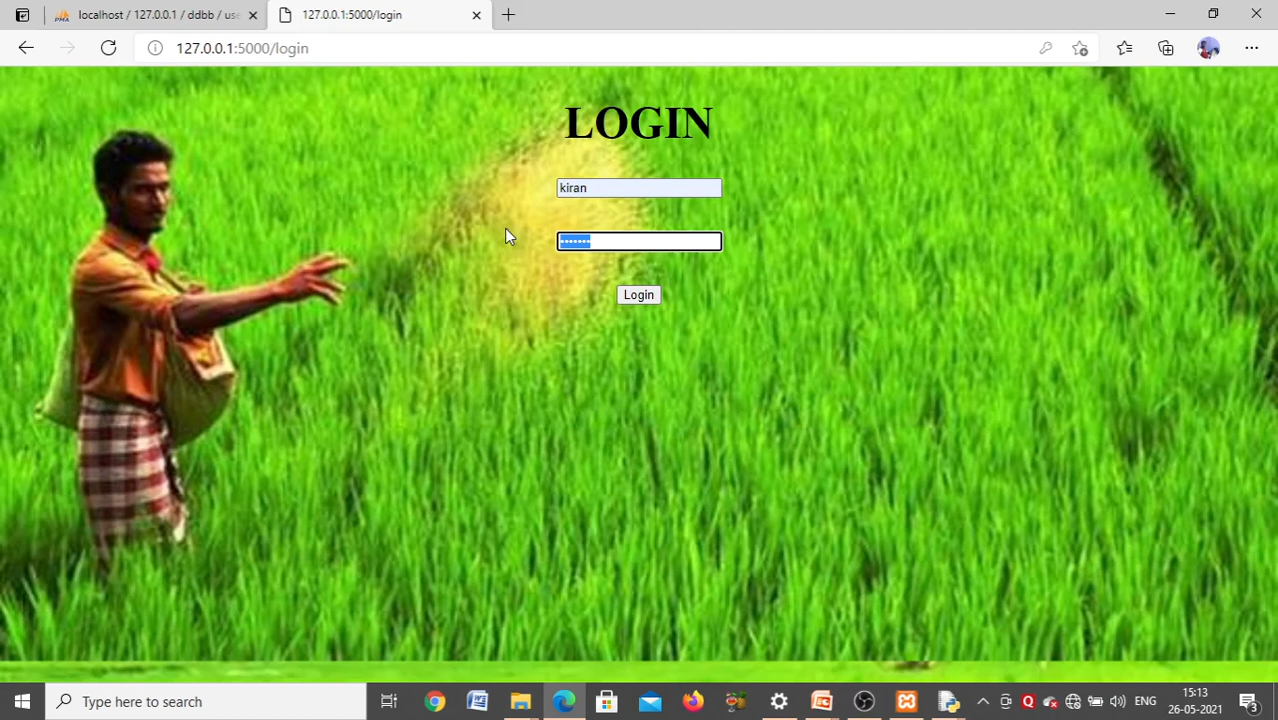 localhost / 127.0.0.1 / ddbb / use
127.0.0.1:5000/login
127.0.0.1:5000/login
LOGIN
kiran
•••••••
Login
Type here to search
ENG
15:13
26-05-2021
3